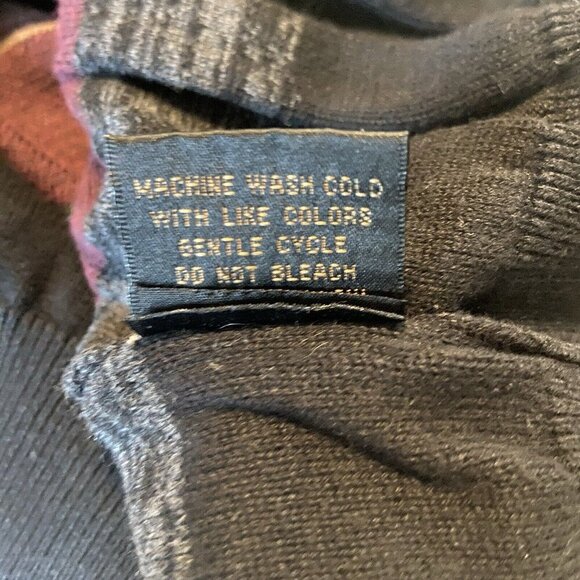 MACHINE WASH COLD
WITH LIKE COLORS
GENTLE CYCLE
DO NOT BLEACH